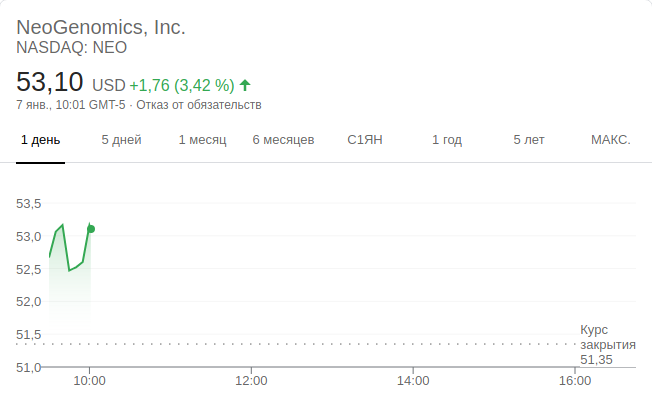 NeoGenomics, Inc.
NASDAQ: NEO
53,10 USD +1,76 (3,42 %)
7 янв., 10:01 GMT-5 · Отказ от обязательств
1 день 5 дней 1 месяц 6 месяцев С1ЯН 1 год 5 лет МАКС.
53,5
53,0
52,5
52,0
51,5
51,0
Курс
закрытия
51,35
10:00 12:00 14:00 16:00